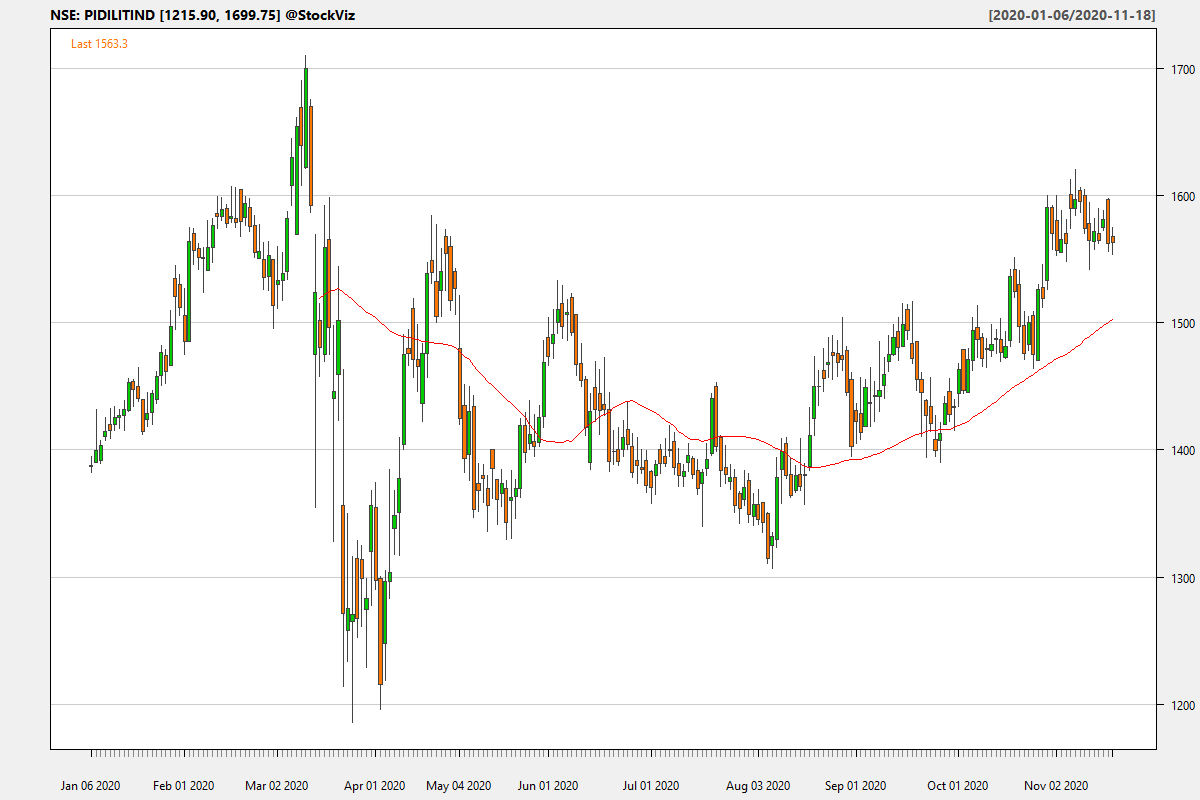 NSE: PIDILITIND [1215.90, 1699.75] @StockViz [2020-01-06/2020-11-18]
Last 1563.3
1700
1600
1500
1400
1300
1200
Jan 06 2020 Feb 01 2020 Mar 02 2020 Apr 01 2020 May 04 2020 Jun 01 2020 Jul 01 2020 Aug 03 2020 Sep 01 2020 Oct 01 2020 Nov 02 2020